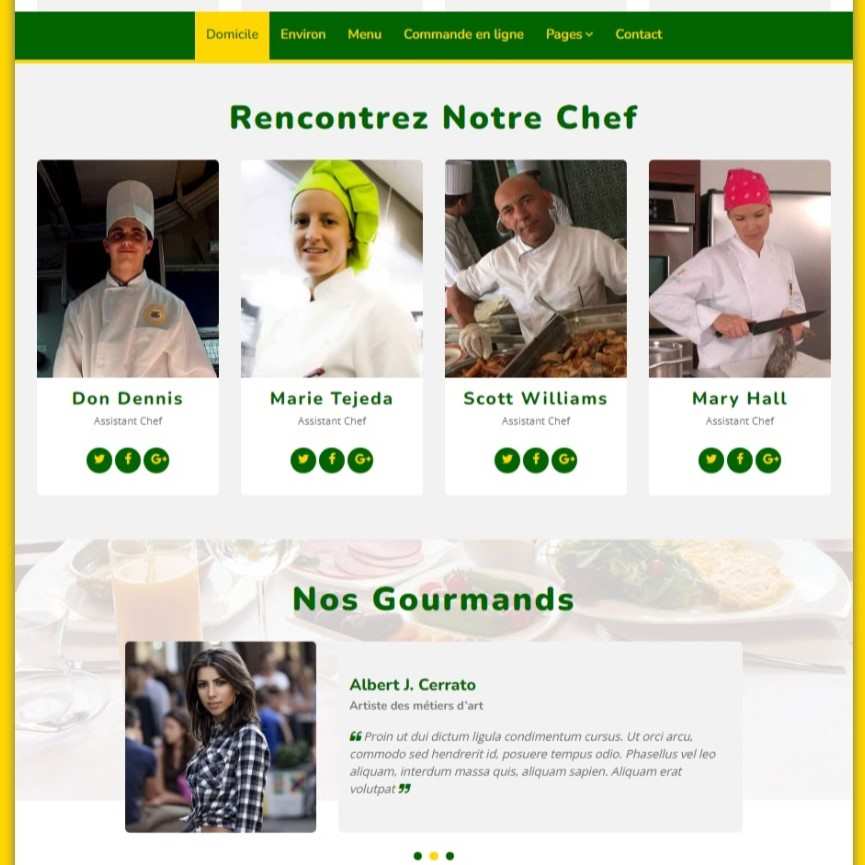 Domicile Environ Menu Commande en ligne Pages Contact
Rencontrez Notre Chef
Don Dennis Marie Tejeda Scott Williams Mary Hall
Assistant Chef Assistant Chef Assistant Chef Assistant Chef
Nos Gourmands
Albert J. Cerrato
Artiste des métiers d'art
“ Proin ut dui dictum ligula condimentum cursus. Ut orci arcu,
commodo sed hendrerit id, posuere tempus odio. Phasellus vel leo
aliquam, interdum massa quis, aliquam sapien. Aliquam erat
volutpat ”